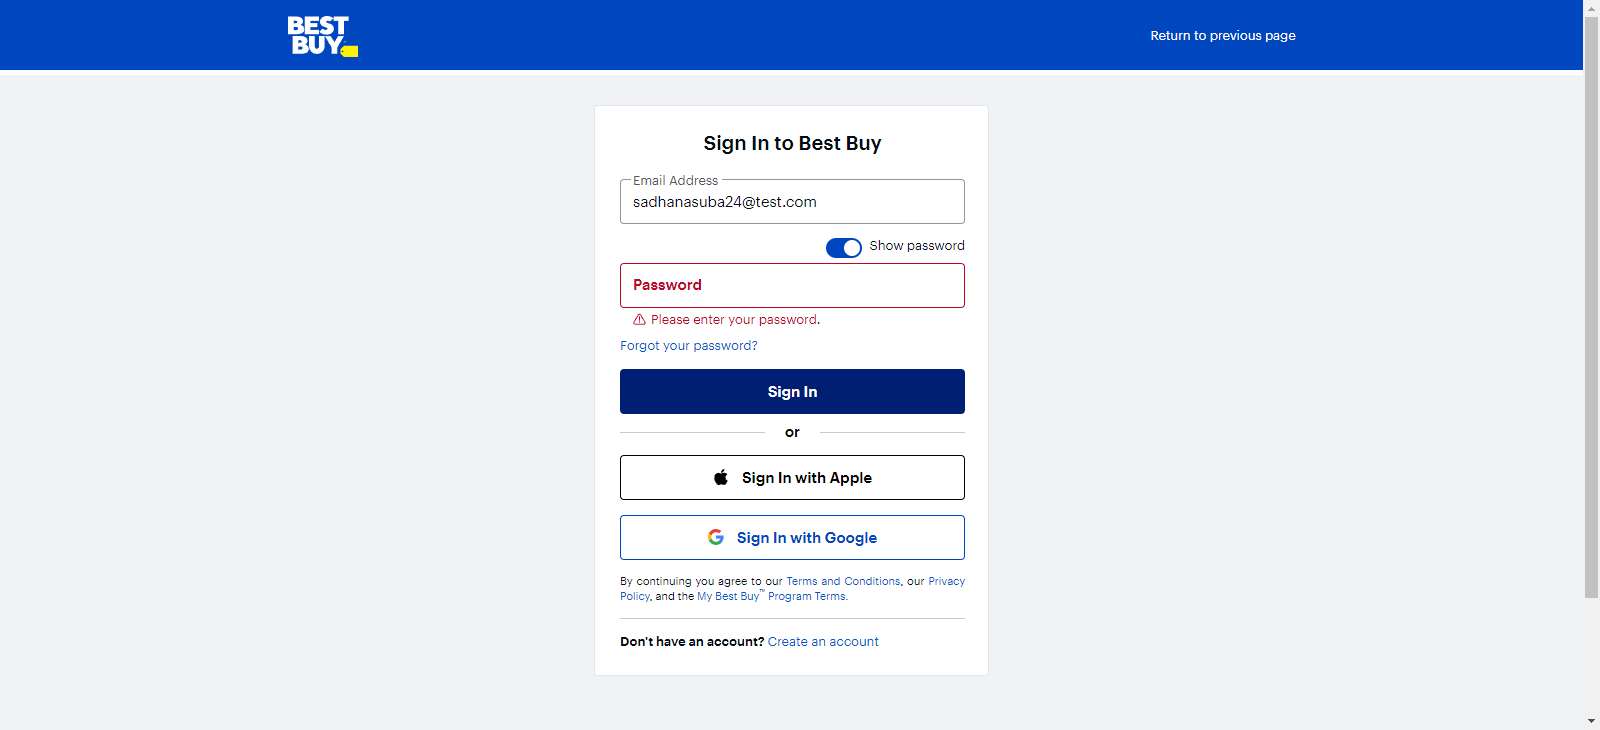 BEST
BUY
Return to previous page
Sign In to Best Buy
Email Address
sadhanasuba24@test.com
Show password
Password
Please enter your password.
Forgot your password?
Sign In
or
Sign In with Apple
Sign In with Google
By continuing you agree to our Terms and Conditions, our Privacy
Policy, and the My Best Buy™ Program Terms.
Don't have an account? Create an account